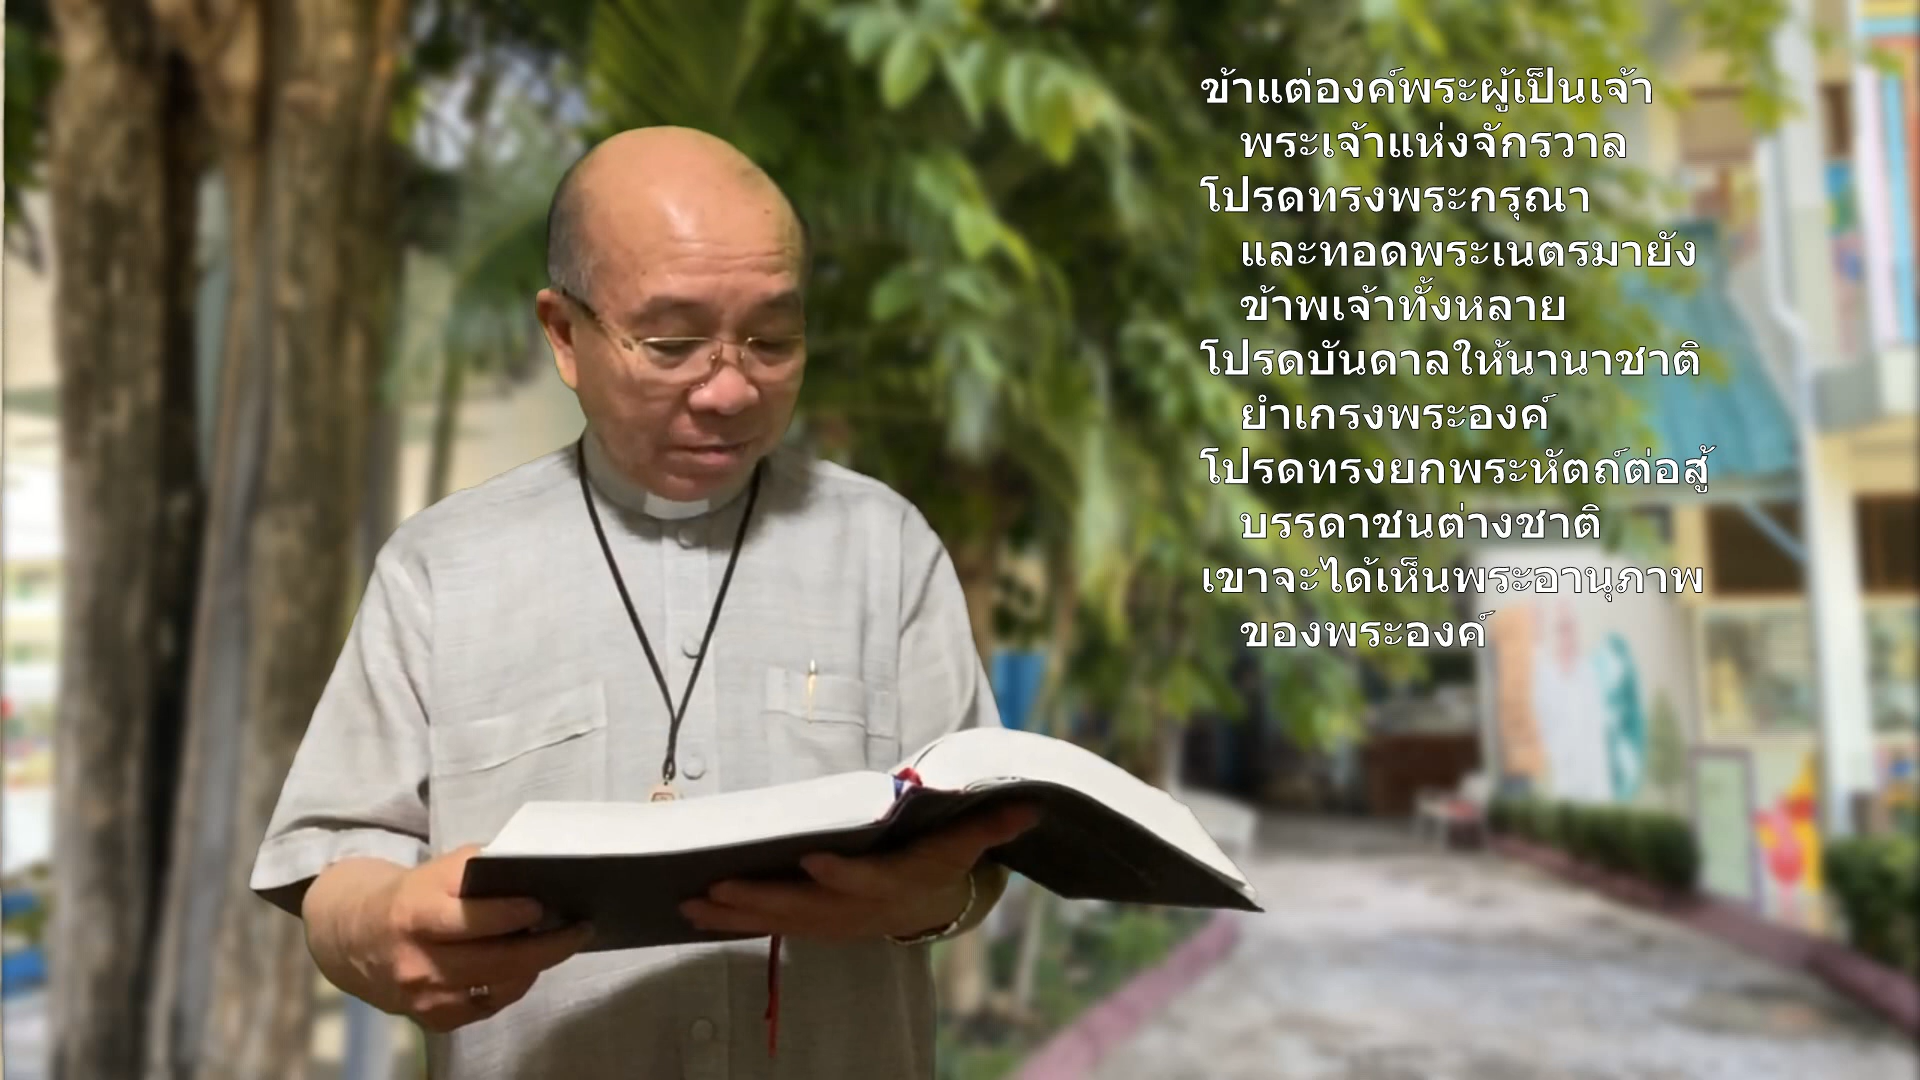 ข้าแต่องค์พระผู้เป็นเจ้า
พระเจ้าแห่งจักรวาล
โปรดทรงพระกรุณา
และทอดพระเนตรมายัง
ข้าพเจ้าทั้งหลาย
โปรดบันดาลให้นานาชาติ
ยำเกรงพระองค์
โปรดทรงยกพระหัตถ์ต่อสู้
บรรดาชนต่างชาติ
เขาจะได้เห็นพระอานุภาพ
ของพระองค์